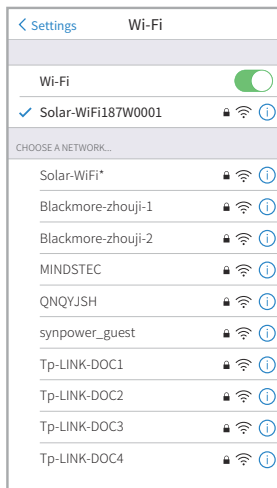 Settings Wi-Fi
Wi-Fi
Solar-WiFi187W0001
CHOOSE A NETWORK...
Solar-WiFi*
Blackmore-zhouji-1
Blackmore-zhouji-2
MINDSTEC
QNQYJSH
synpower_guest
Tp-LINK-DOC1
Tp-LINK-DOC2
Tp-LINK-DOC3
Tp-LINK-DOC4